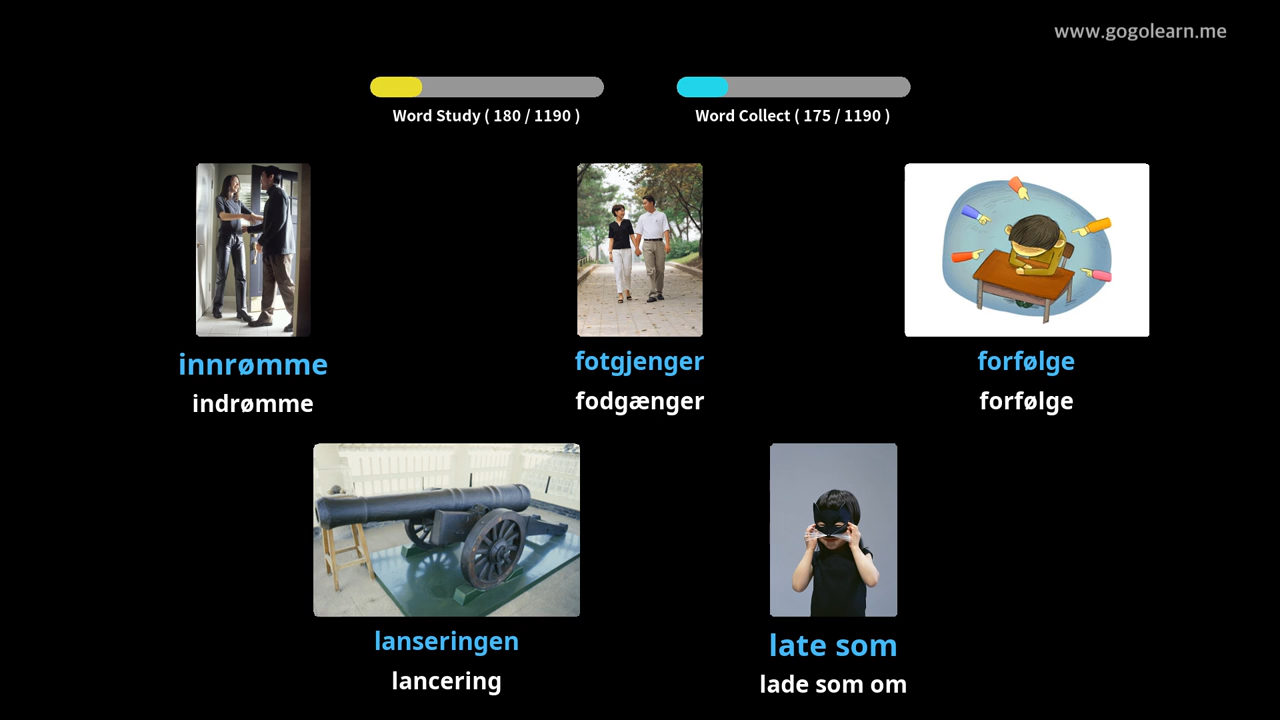 www.gogolearn.me
Word Study ( 180 / 1190 )
Word Collect ( 175 / 1190 )
innrømme
indrømme
fotgjenger
fodgænger
forfølge
forfølge
lanseringen
lancering
late som
lade som om